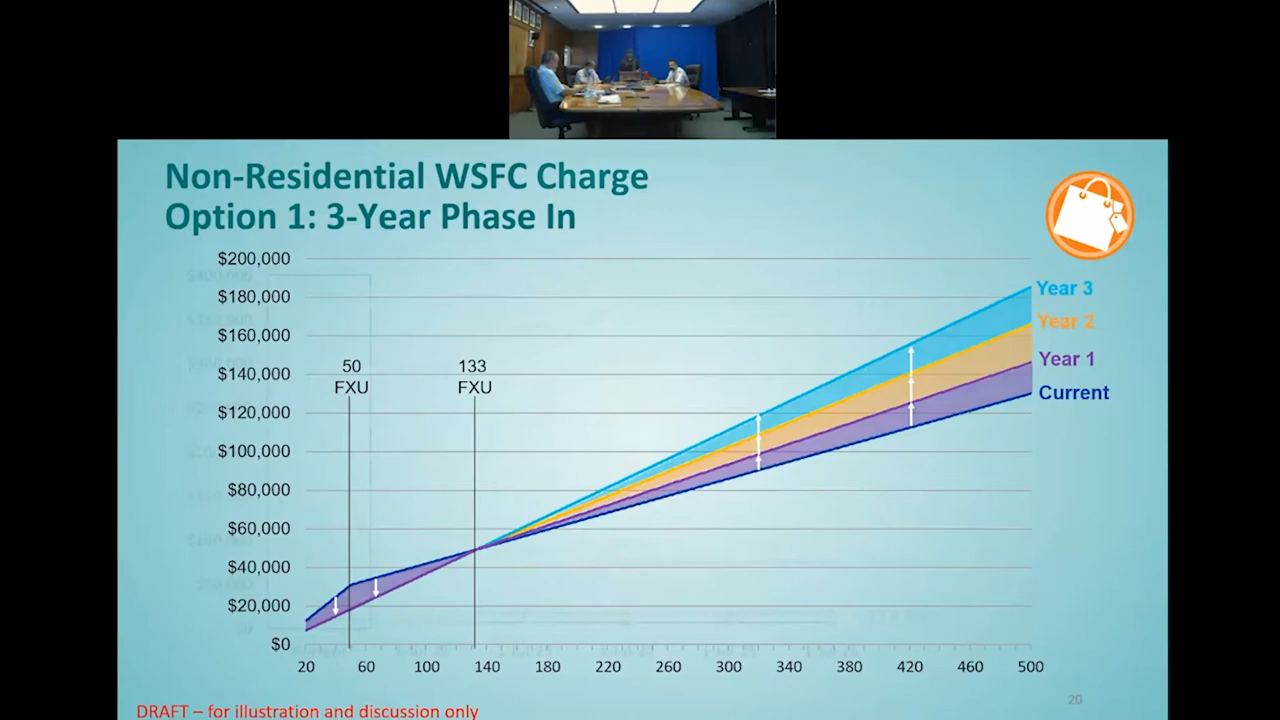 Non-Residential WSFC Charge
Option 1: 3-Year Phase In
$200,000
$180,000
$160,000
$140,000
$120,000
$100,000
$80,000
$60,000
$40,000
$20,000
$0
50
FXU
133
FXU
Year 3
Year 2
Year 1
Current
20 60 100 140 180 220 260 300 340 380 420 460 500
20
DRAFT – for illustration and discussion only